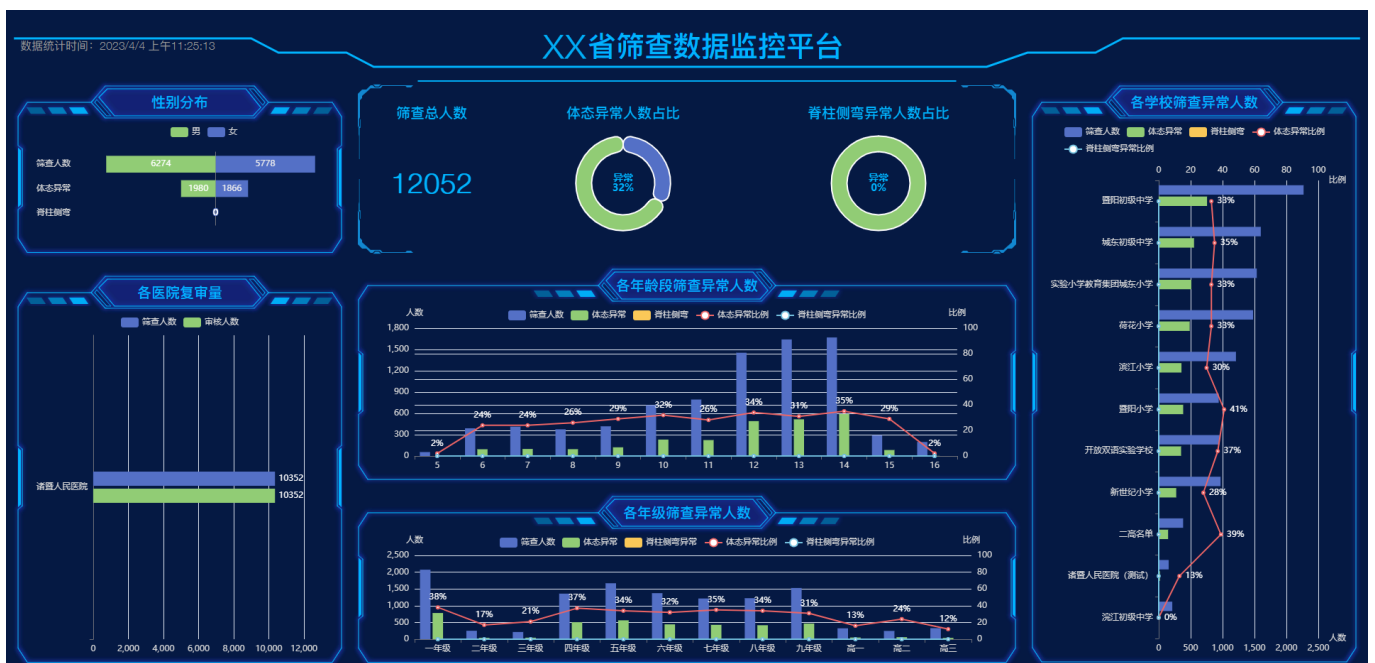 数据统计时间：2023/4/4 上午11:25:13
XX省筛查数据监控平台
性别分布
男 女
筛查人数 6274 5778
体态异常 1980 1866
脊柱侧弯 0
筛查总人数
12052
体态异常人数占比
异常
32%
脊柱侧弯异常人数占比
异常
0%
各医院复审量
筛查人数 审核人数
诸暨人民医院 10352
10352
0 2,000 4,000 6,000 8,000 10,000 12,000
各年龄段筛查异常人数
人数 筛查人数 体态异常 脊柱侧弯 体态异常比例 脊柱侧弯异常比例 比例
1,800 100
1,500 80
1,200 60
900 40
600 20
300 0
0
2% 24% 24% 26% 29% 32% 26% 34% 31% 35% 29% 2%
5 6 7 8 9 10 11 12 13 14 15 16
各年级筛查异常人数
人数 筛查人数 体态异常 脊柱侧弯异常 体态异常比例 脊柱侧弯异常比例 比例
2,500 100
2,000 80
1,500 60
1,000 40
500 20
0 0
38% 17% 21% 37% 34% 32% 35% 34% 31% 13% 24% 12%
一年级 二年级 三年级 四年级 五年级 六年级 七年级 八年级 九年级 高一 高二 高三
各学校筛查异常人数
筛查人数 体态异常 脊柱侧弯 体态异常比例
脊柱侧弯异常比例
0 20 40 60 80 100 比例
暨阳初级中学 33%
城东初级中学 35%
实验小学教育集团城东小学 33%
荷花小学 33%
滨江小学 30%
暨阳小学 41%
开放双语实验学校 37%
新世纪小学 28%
二高名单 39%
诸暨人民医院（测试） 13%
浣江初级中学 0%
人数
0 500 1,000 1,500 2,000 2,500